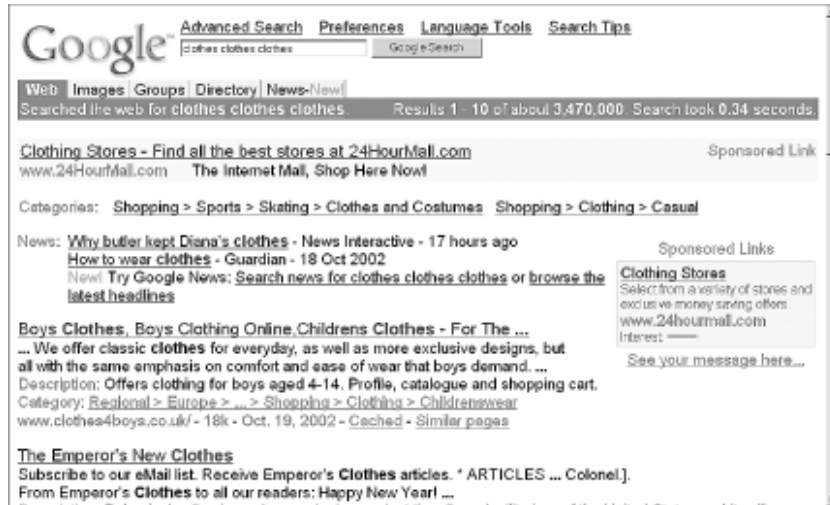 Google Advanced Search Preferences Language Tools Search Tips
clothes clothes clothes Google Search
Web Images Groups Directory News-New!
Searched the web for clothes clothes clothes. Results 1 - 10 of about 3,470,000. Search took 0.34 seconds.
Clothing Stores - Find all the best stores at 24HourMall.com Sponsored Link
www.24HourMall.com The Internet Mall, Shop Here Now!
Categories: Shopping > Sports > Skating > Clothes and Costumes Shopping > Clothing > Casual
News: Why butler kept Diana's clothes - News Interactive - 17 hours ago
How to wear clothes - Guardian - 18 Oct 2002
New! Try Google News: Search news for clothes clothes clothes or browse the
latest headlines
Sponsored Links
Clothing Stores
Select from a variety of stores and
exclusive money saving offers.
www.24hourmall.com
Interest:
See your message here...
Boys Clothes, Boys Clothing Online,Childrens Clothes - For The ...
... We offer classic clothes for everyday, as well as more exclusive designs, but
all with the same emphasis on comfort and ease of wear that boys demand. ...
Description: Offers clothing for boys aged 4-14. Profile, catalogue and shopping cart.
Category: Regional > Europe > ... > Shopping > Clothing > Childrenswear
www.clothes4boys.co.uk/ - 18k - Oct. 19, 2002 - Cached - Similar pages
The Emperor's New Clothes
Subscribe to our eMail list. Receive Emperor's Clothes articles. * ARTICLES ... Colonel.].
From Emperor's Clothes to all our readers: Happy New Year! ...